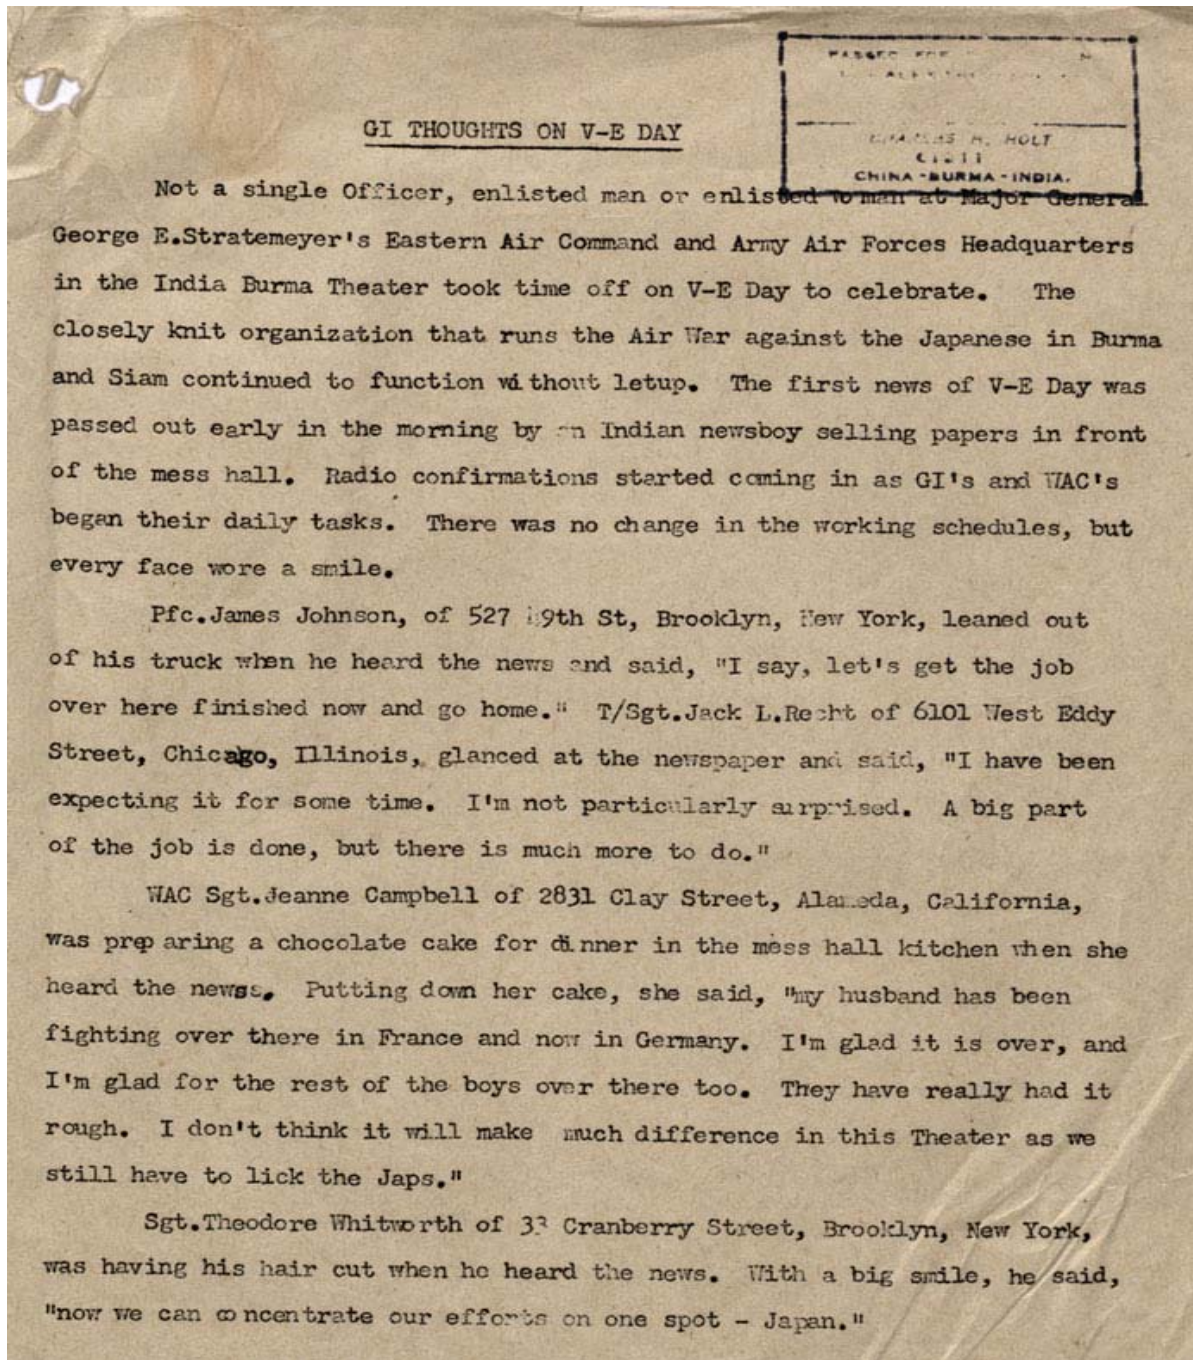 PASSED FOR
HOLT
CHINA-BURMA-INDIA.
GI THOUGHTS ON V-E DAY
Not a single Officer, enlisted man or enlisted woman at Major General
George E.Stratemeyer's Eastern Air Command and Army Air Forces Headquarters
in the India Burma Theater took time off on V-E Day to celebrate. The
closely knit organization that runs the Air War against the Japanese in Burma
and Siam continued to function without letup. The first news of V-E Day was
passed out early in the morning by an Indian newsboy selling papers in front
of the mess hall. Radio confirmations started coming in as GI's and WAC's
began their daily tasks. There was no change in the working schedules, but
every face wore a smile.
Pfc.James Johnson, of 527 St, Brooklyn, New York, leaned out
of his truck when he heard the news and said, "I say, let's get the job
over here finished now and go home." T/Sgt.Jack L.Recht of 6101 West Eddy
Street, Chicago, Illinois, glanced at the newspaper and said, "I have been
expecting it for some time. I'm not particularly surprised. A big part
of the job is done, but there is much more to do."
WAC Sgt.Jeanne Campbell of 2831 Clay Street, Alameda, California,
was preparing a chocolate cake for dinner in the mess hall kitchen when she
heard the newss. Putting down her cake, she said, "my husband has been
fighting over there in France and now in Germany. I'm glad it is over, and
I'm glad for the rest of the boys over there too. They have really had it
rough. I don't think it will make much difference in this Theater as we
still have to lick the Japs."
Sgt.Theodore Whitworth of Cranberry Street, Brooklyn, New York,
was having his hair cut when he heard the news. With a big smile, he said,
"now we can concentrate our efforts on one spot - Japan."